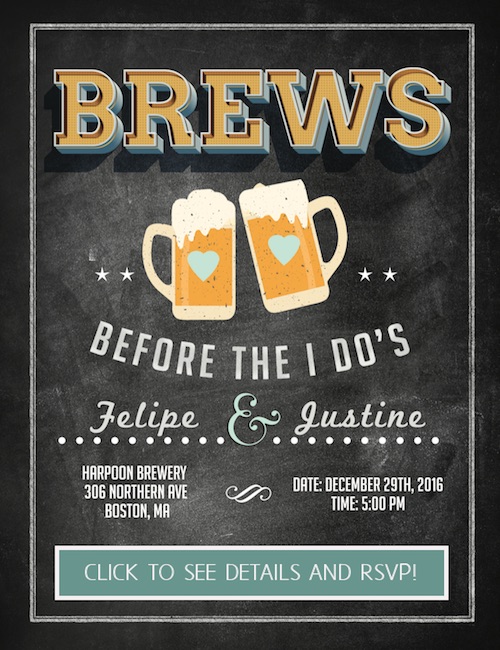 BREWS
BEFORE THE I DO'S
Felipe & Justine
HARPOON BREWERY
306 NORTHERN AVE
BOSTON, MA
DATE: DECEMBER 29TH, 2016
TIME: 5:00 PM
CLICK TO SEE DETAILS AND RSVP!